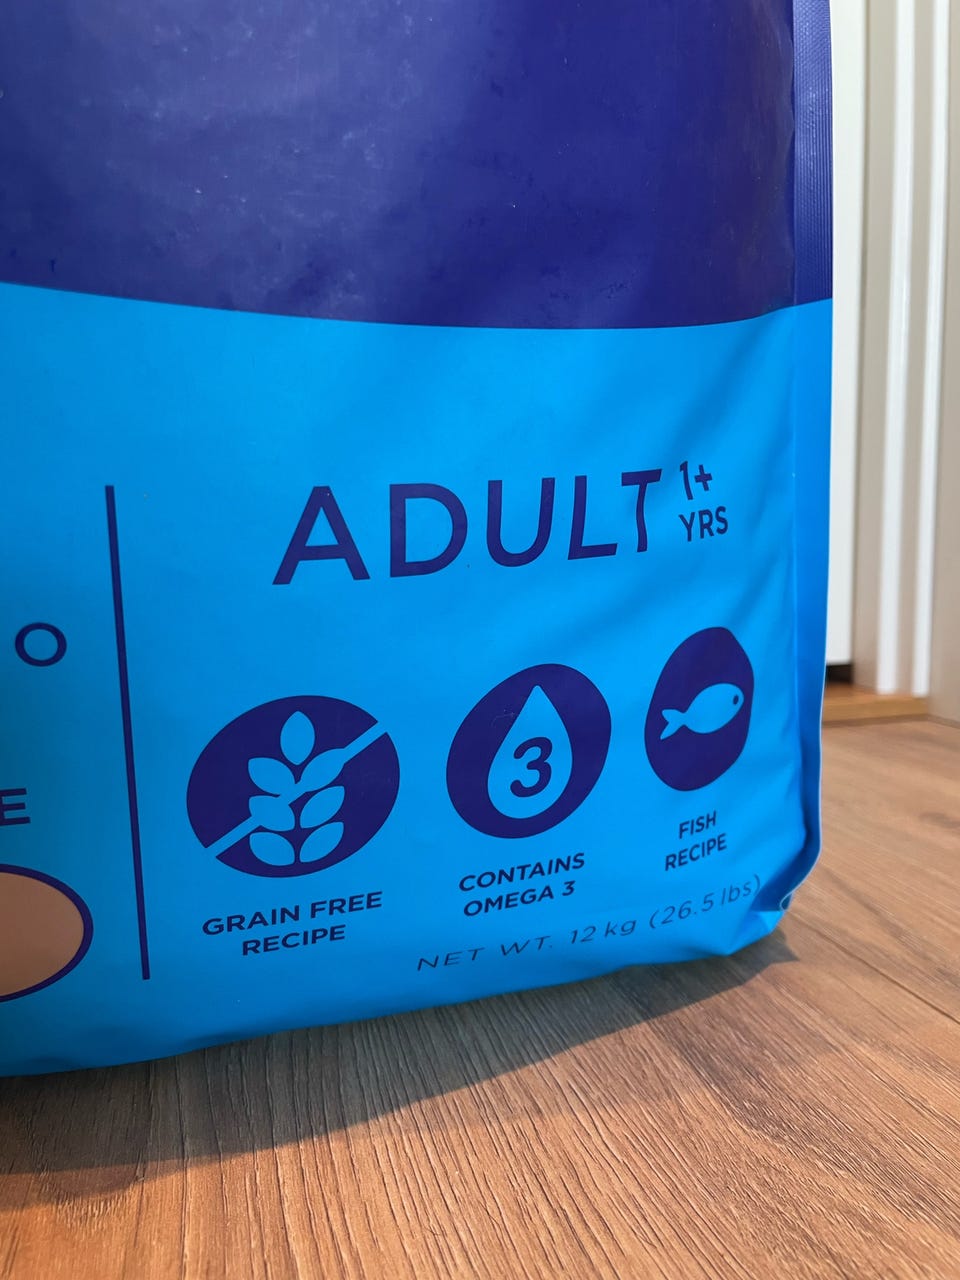 O
E
ADULT 1+
YRS
3
GRAIN FREE
RECIPE
CONTAINS
OMEGA 3
FISH
RECIPE
NET WT. 12 kg (26.5 lbs)